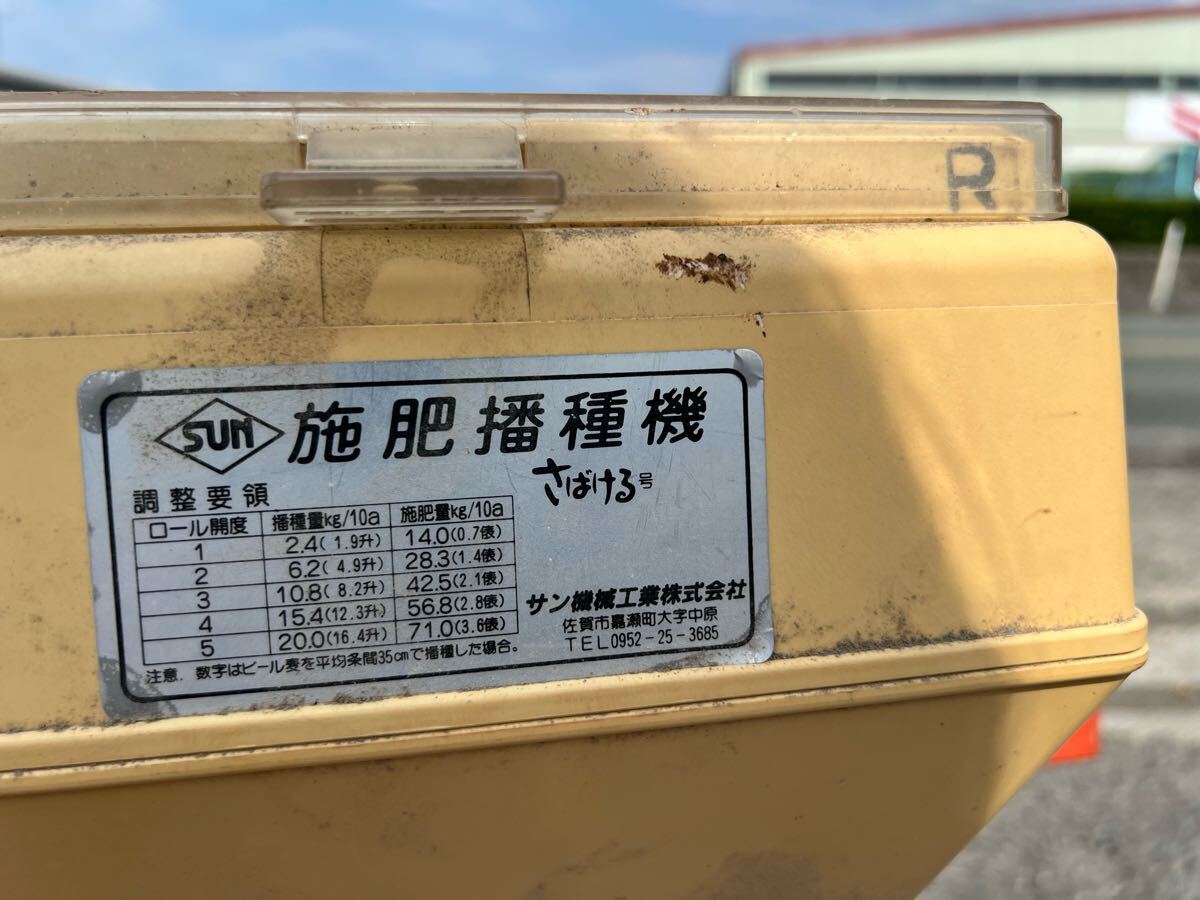 R
SUN 施肥播種機
さばける号
調整要領
ロール開度 播種量kg/10a 施肥量kg/10a
1 2.4(1.9升) 14.0(0.7俵)
2 6.2(4.9升) 28.3(1.4俵)
3 10.8(8.2升) 42.5(2.1俵)
4 15.4(12.3升) 56.8(2.8俵)
5 20.0(16.4升) 71.0(3.6俵)
注意. 数字はビール麦を平均条間35cmで播種した場合。
サン機械工業株式会社
佐賀市嘉瀬町大字中原
TEL0952-25-3685